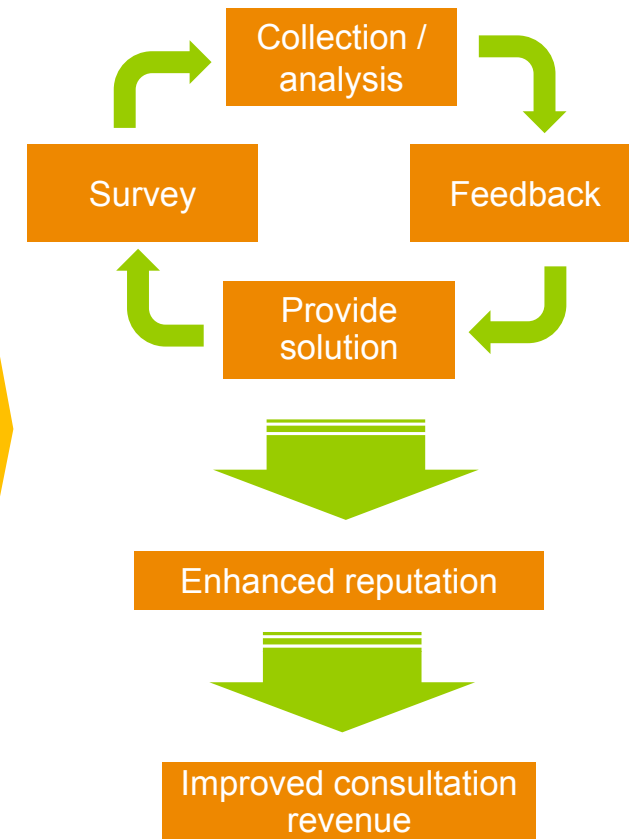 Collection /
analysis
Survey
Feedback
Provide
solution
Enhanced reputation
Improved consultation
revenue